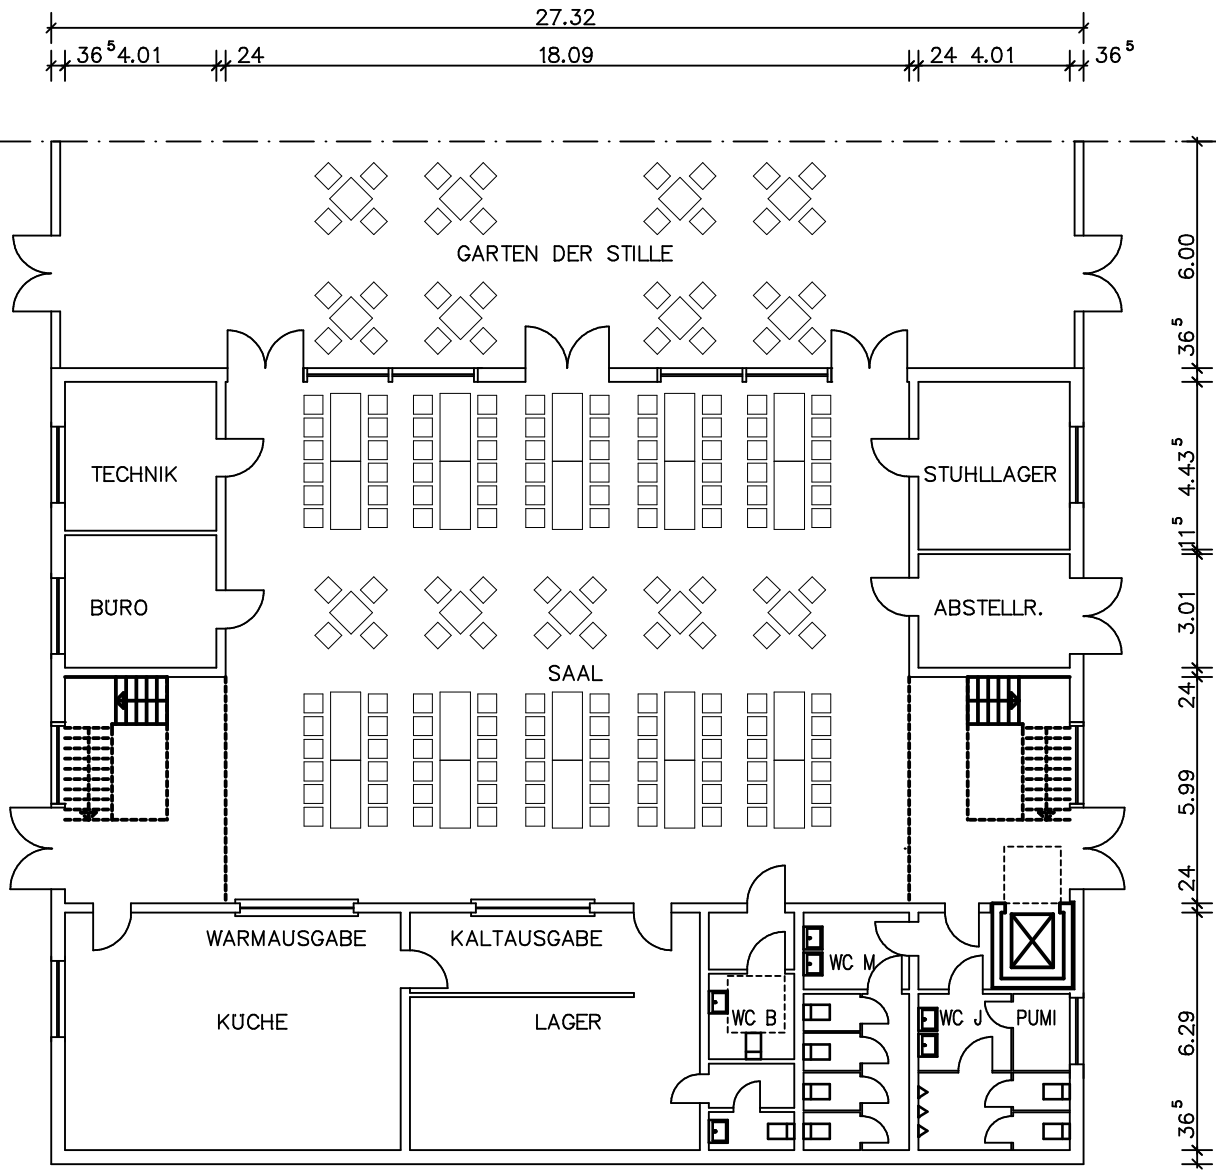 27.32
36⁵ 4.01 24 18.09 24 4.01 36⁵
GARTEN DER STILLE
6.00
36⁵
TECHNIK
STUHLLAGER
4.43⁵
11⁵
BÜRO
ABSTELLR.
3.01
SAAL
24
5.99
24
WARMAUSGABE
KALTAUSGABE
WC M
KÜCHE
LAGER
WC B
WC J
PUMI
6.29
36⁵